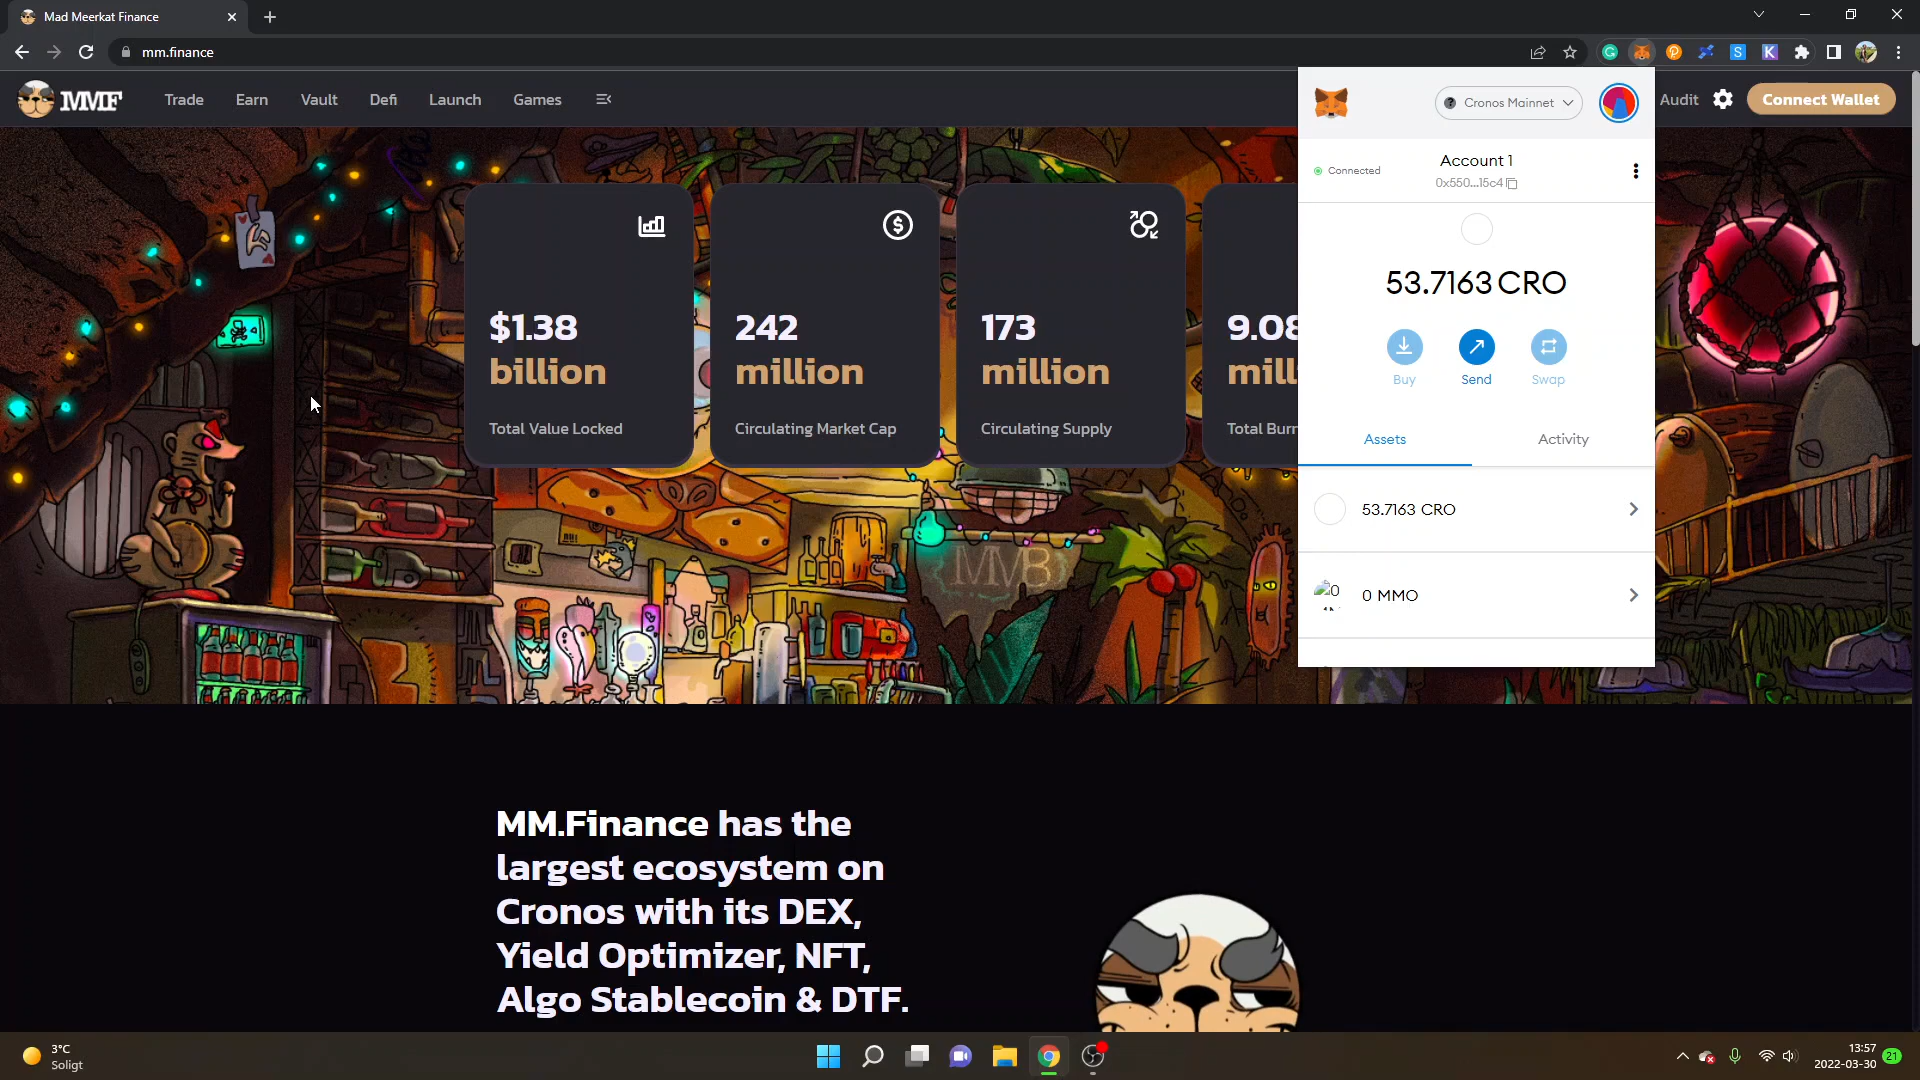 Mad Meerkat Finance
mm.finance
MMF
Trade
Earn
Vault
Defi
Launch
Games
Audit
Connect Wallet
$1.38
billion
Total Value Locked
242
million
Circulating Market Cap
173
million
Circulating Supply
9.08
mill
Total Burn
Cronos Mainnet
Connected
Account 1
0x550...15c4
53.7163 CRO
Buy
Send
Swap
Assets
Activity
53.7163 CRO
0 MMO
MVB
MM.Finance has the
largest ecosystem on
Cronos with its DEX,
Yield Optimizer, NFT,
Algo Stablecoin & DTF.
3°C
Soligt
13:57
2022-03-30
21